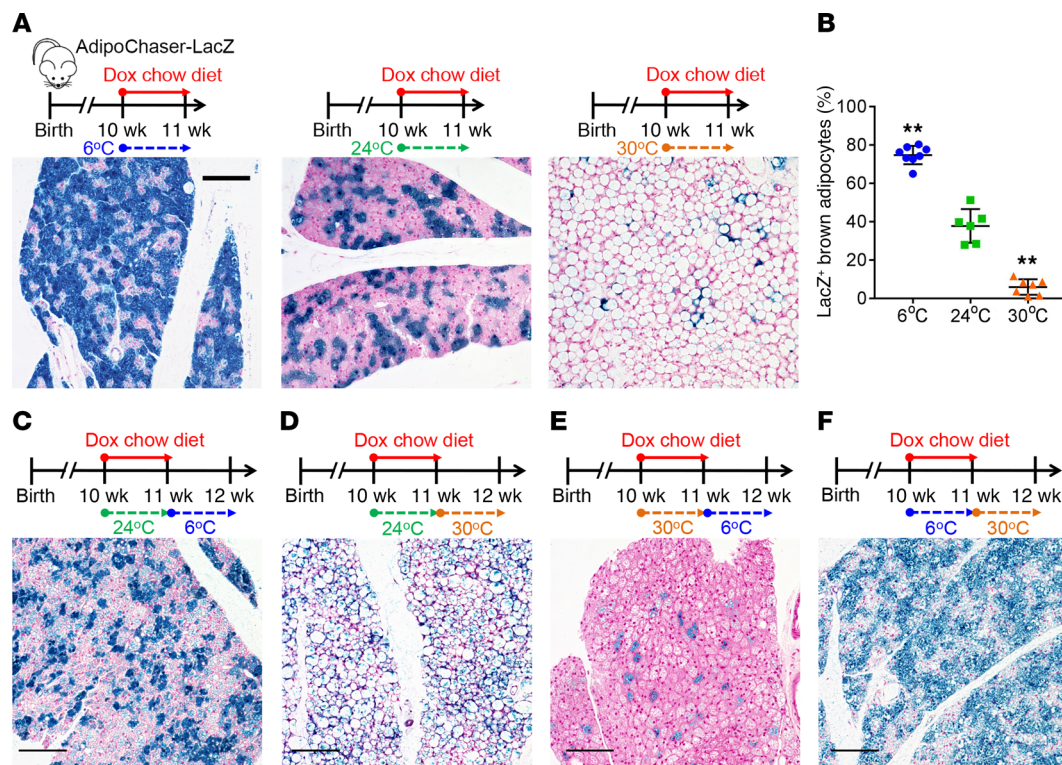 A
AdipoChaser-LacZ
Dox chow diet
Birth
10 wk
11 wk
6°C
Dox chow diet
Birth
10 wk
11 wk
24°C
Dox chow diet
Birth
10 wk
11 wk
30°C
B
LacZ+ brown adipocytes (%)
100
80
60
40
20
0
**
**
6°C
24°C
30°C
C
Dox chow diet
Birth
10 wk
11 wk
12 wk
24°C
6°C
D
Dox chow diet
Birth
10 wk
11 wk
12 wk
24°C
30°C
E
Dox chow diet
Birth
10 wk
11 wk
12 wk
30°C
6°C
F
Dox chow diet
Birth
10 wk
11 wk
12 wk
6°C
30°C